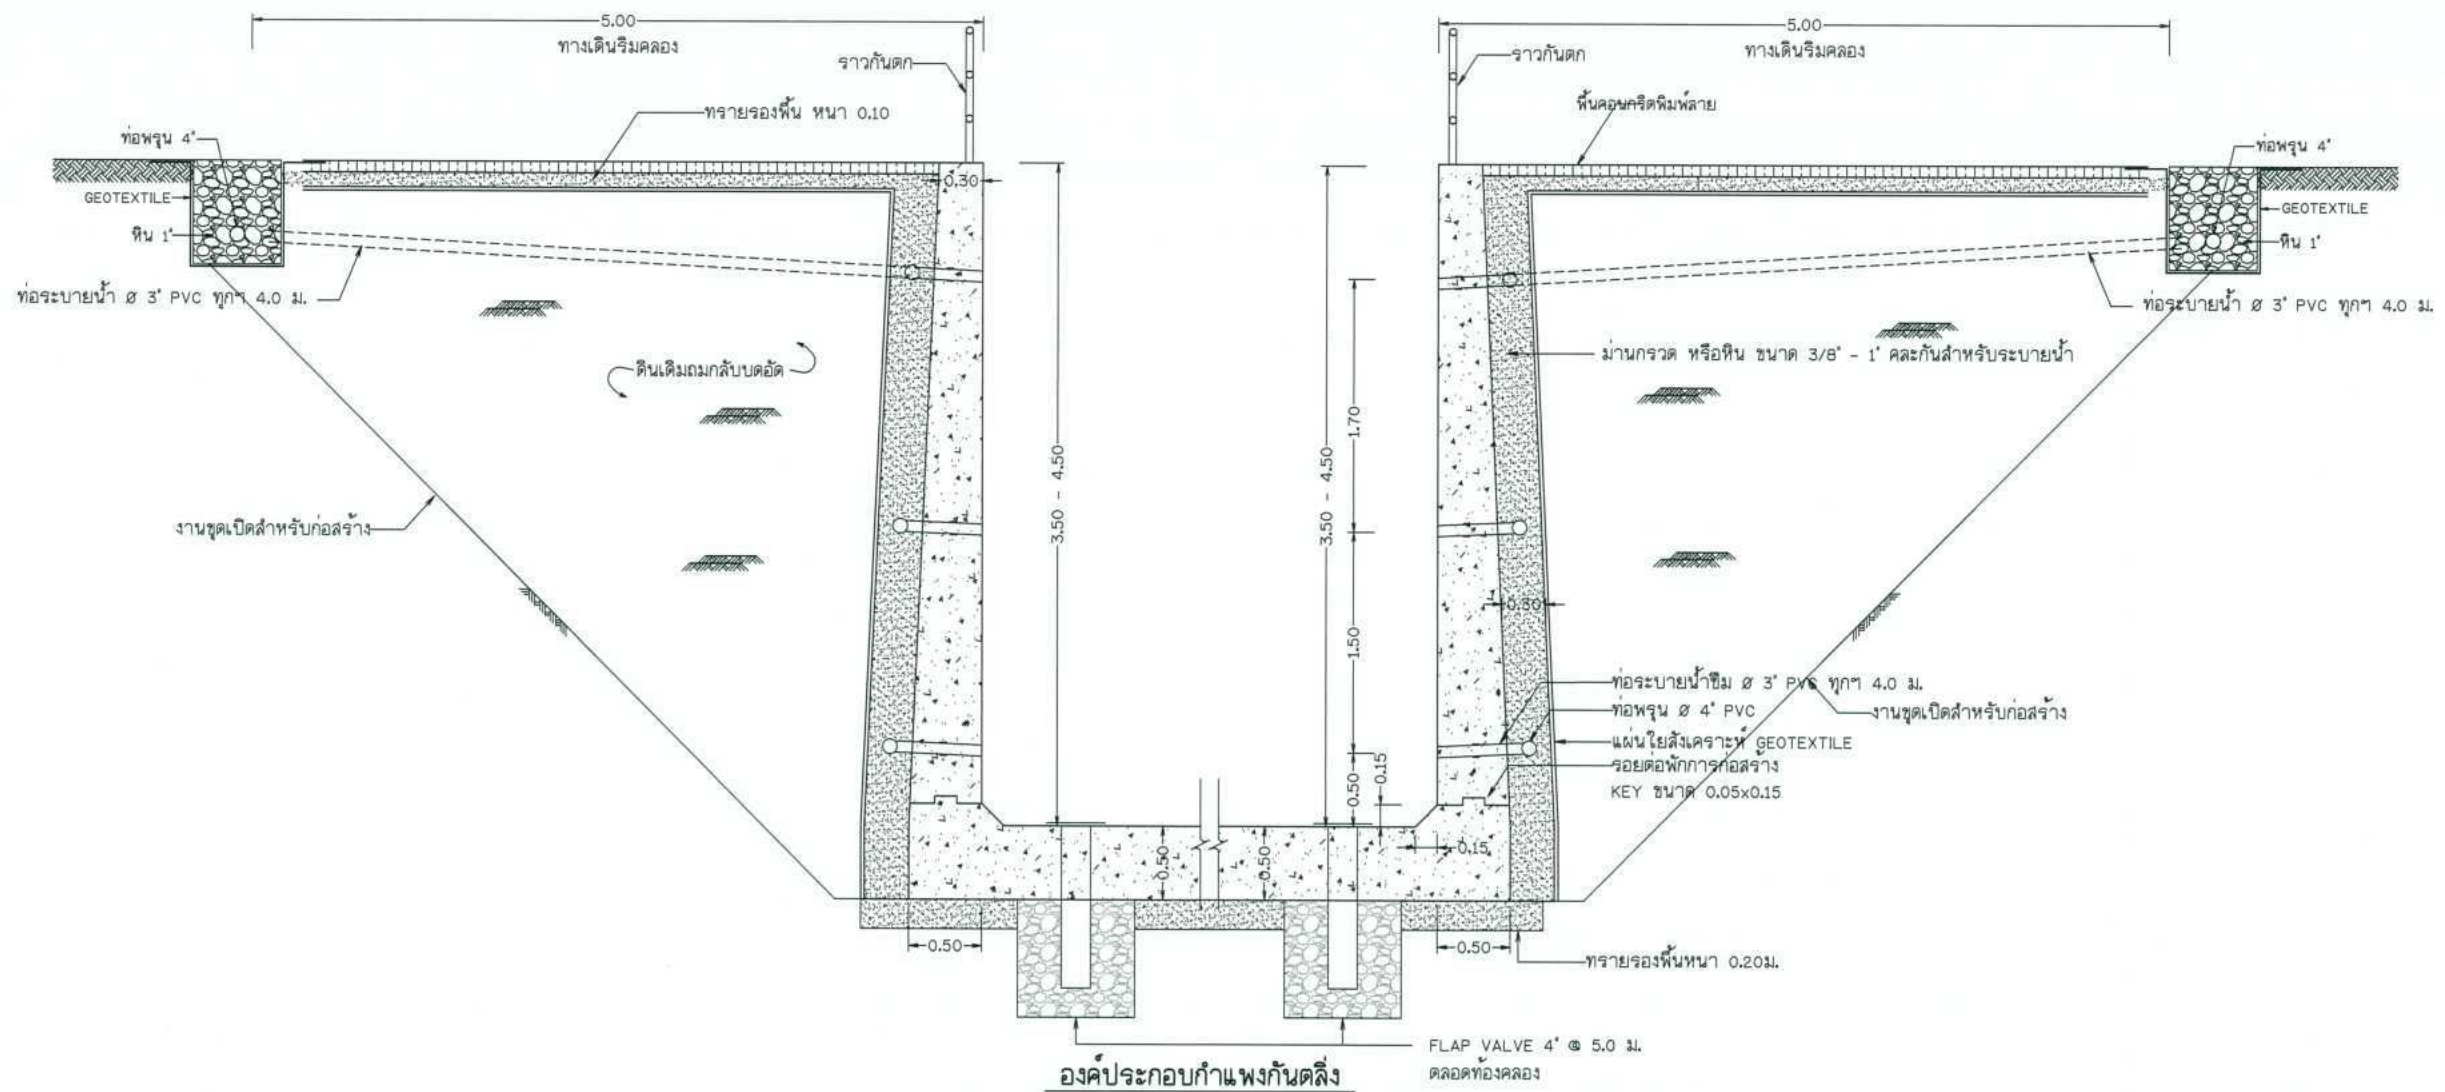 5.00
ทางเดินริมคลอง
5.00
ทางเดินริมคลอง
ราวกันตก
ราวกันตก
ทรายรองพื้น หนา 0.10
พื้นคอนกรีตพิมพ์ลาย
ท่อพรุน 4"
ท่อพรุน 4"
0.30
GEOTEXTILE
GEOTEXTILE
หิน 1"
หิน 1"
ท่อระบายน้ำ ø 3" PVC ทุกๆ 4.0 ม.
ท่อระบายน้ำ ø 3" PVC ทุกๆ 4.0 ม.
ม่านกรวด หรือหิน ขนาด 3/8" - 1" คละกันสำหรับระบายน้ำ
ดินเดิมถมกลับบดอัด
1.70
3.50 - 4.50
3.50 - 4.50
งานขุดเปิดสำหรับก่อสร้าง
0.30
1.50
ท่อระบายน้ำซึม ø 3" PVC ทุกๆ 4.0 ม.
ท่อพรุน ø 4" PVC
งานขุดเปิดสำหรับก่อสร้าง
แผ่นใยสังเคราะห์ GEOTEXTILE
รอยต่อพักการก่อสร้าง
KEY ขนาด 0.05x0.15
0.50
0.15
0.15
0.50
0.50
0.50
0.50
ทรายรองพื้นหนา 0.20ม.
FLAP VALVE 4" @ 5.0 ม.
ตลอดท้องคลอง
องค์ประกอบกำแพงกันตลิ่ง